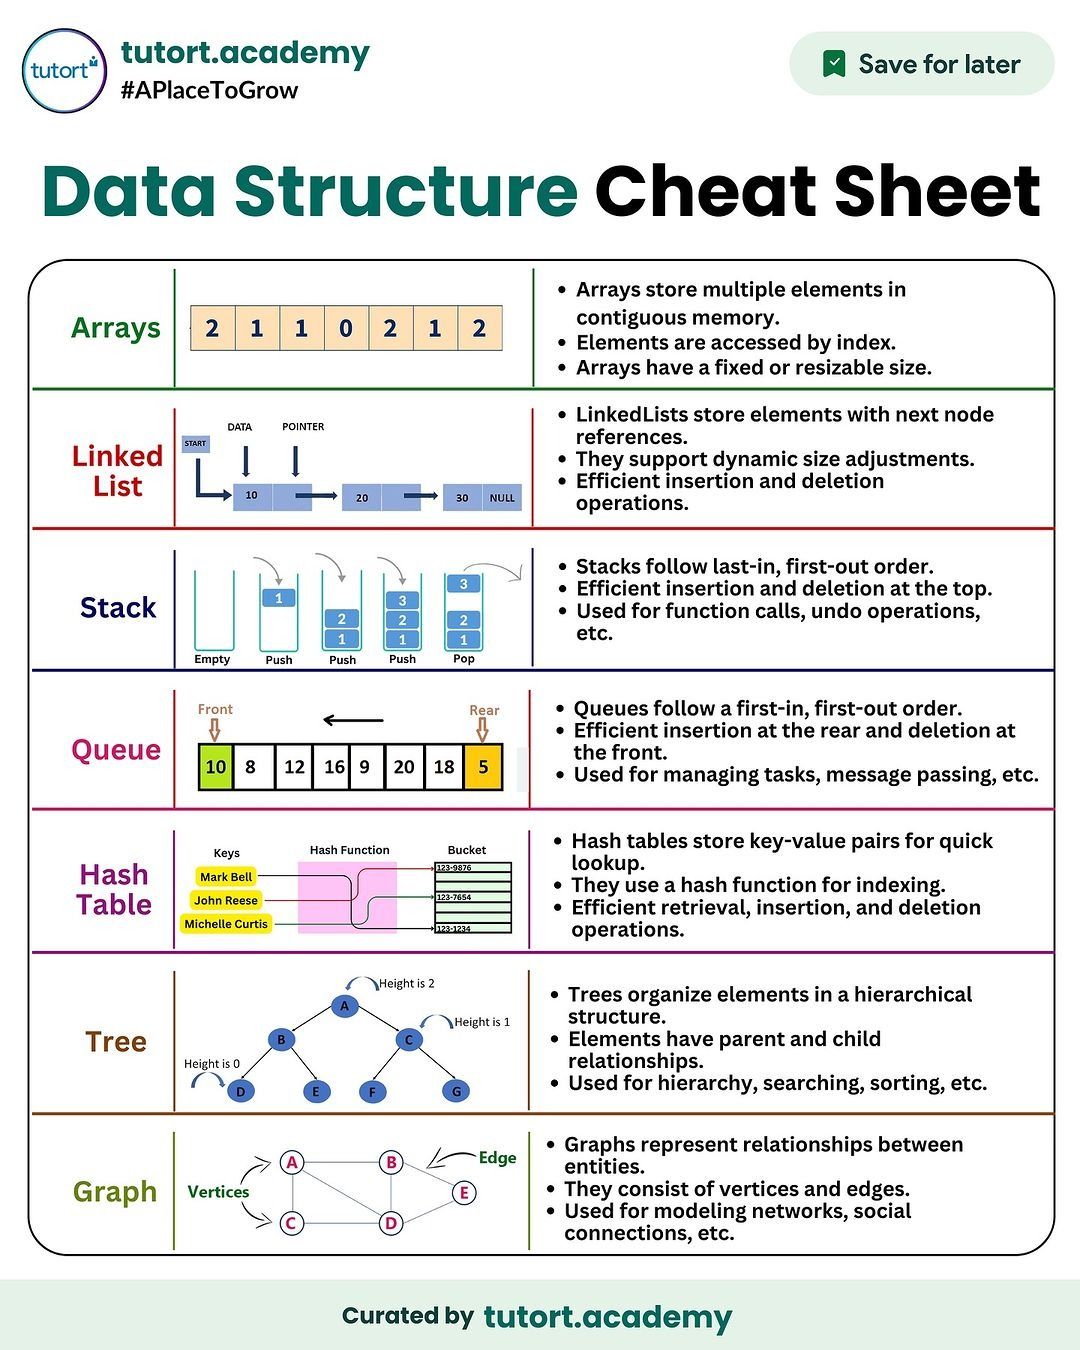 tutort
tutort.academy
#APlaceToGrow
Save for later
Data Structure Cheat Sheet
Arrays
2 1 1 0 2 1 2
• Arrays store multiple elements in
contiguous memory.
• Elements are accessed by index.
• Arrays have a fixed or resizable size.
Linked
List
START
DATA POINTER
10 20 30 NULL
• LinkedLists store elements with next node
references.
• They support dynamic size adjustments.
• Efficient insertion and deletion
operations.
Stack
1
2
1
3
2
1
3
2
1
Empty Push Push Push Pop
• Stacks follow last-in, first-out order.
• Efficient insertion and deletion at the top.
• Used for function calls, undo operations,
etc.
Queue
Front Rear
10 8 12 16 9 20 18 5
• Queues follow a first-in, first-out order.
• Efficient insertion at the rear and deletion at
the front.
• Used for managing tasks, message passing, etc.
Hash
Table
Keys Hash Function Bucket
Mark Bell
John Reese
Michelle Curtis
123-9876
123-7654
123-1234
• Hash tables store key-value pairs for quick
lookup.
• They use a hash function for indexing.
• Efficient retrieval, insertion, and deletion
operations.
Tree
Height is 2
A
Height is 1
B C
Height is 0
D E F G
• Trees organize elements in a hierarchical
structure.
• Elements have parent and child
relationships.
• Used for hierarchy, searching, sorting, etc.
Graph
Vertices
A B
Edge
E
C D
• Graphs represent relationships between
entities.
• They consist of vertices and edges.
• Used for modeling networks, social
connections, etc.
Curated by tutort.academy